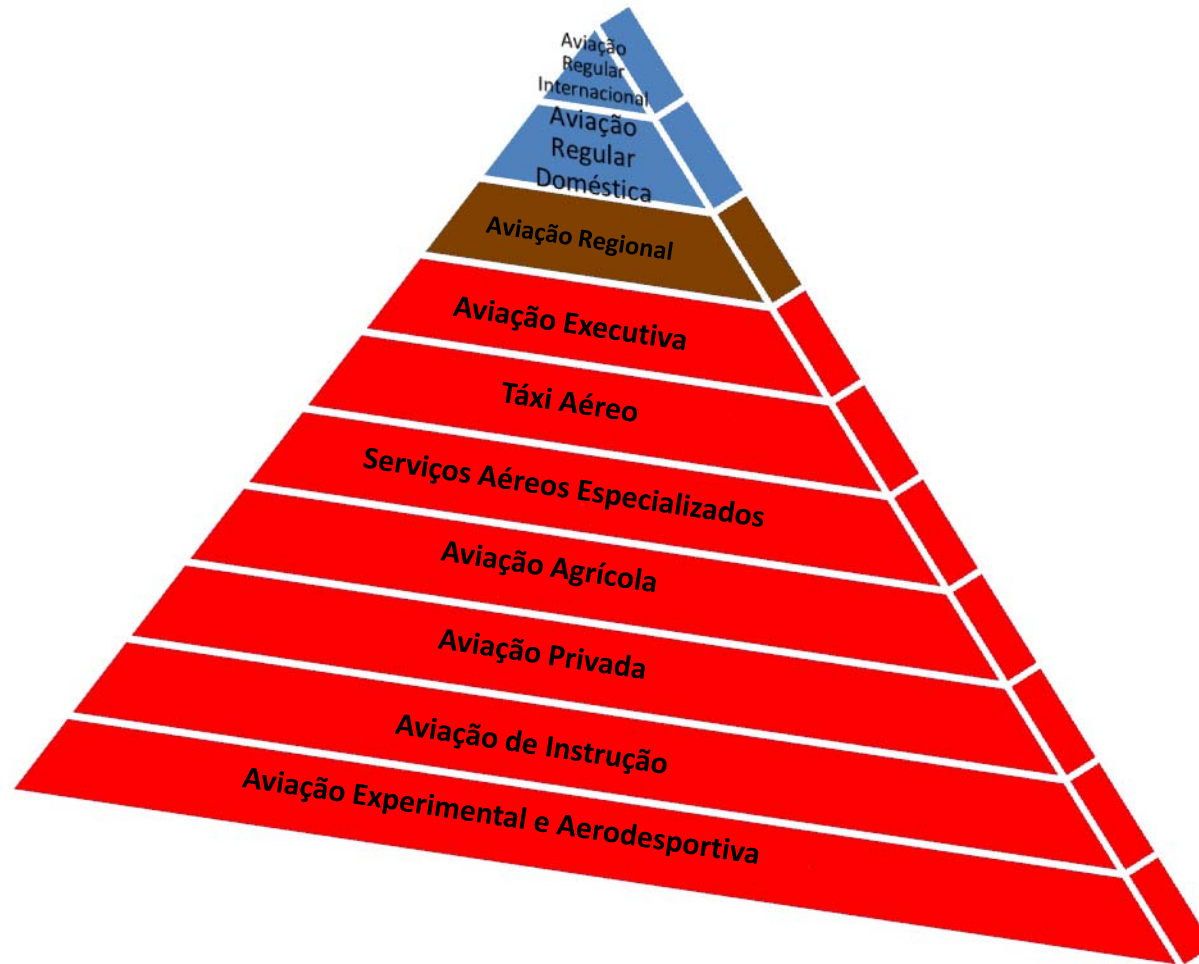 Aviação
Regular
Internacional
Aviação
Regular
Doméstica
Aviação Regional
Aviação Executiva
Táxi Aéreo
Serviços Aéreos Especializados
Aviação Agrícola
Aviação Privada
Aviação de Instrução
Aviação Experimental e Aerodesportiva